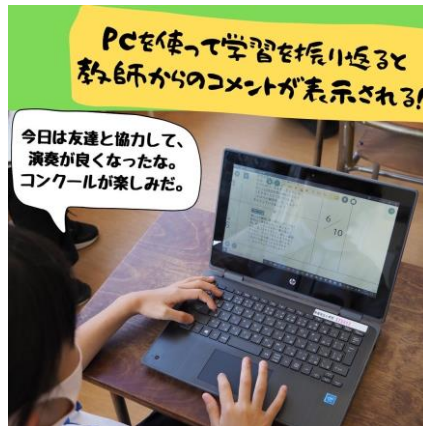 PCを使って学習を振り返ると
教師からのコメントが表示される!
今日は友達と協力して、
演奏が良くなったな。
コンクールが楽しみだ。
6
10
hp